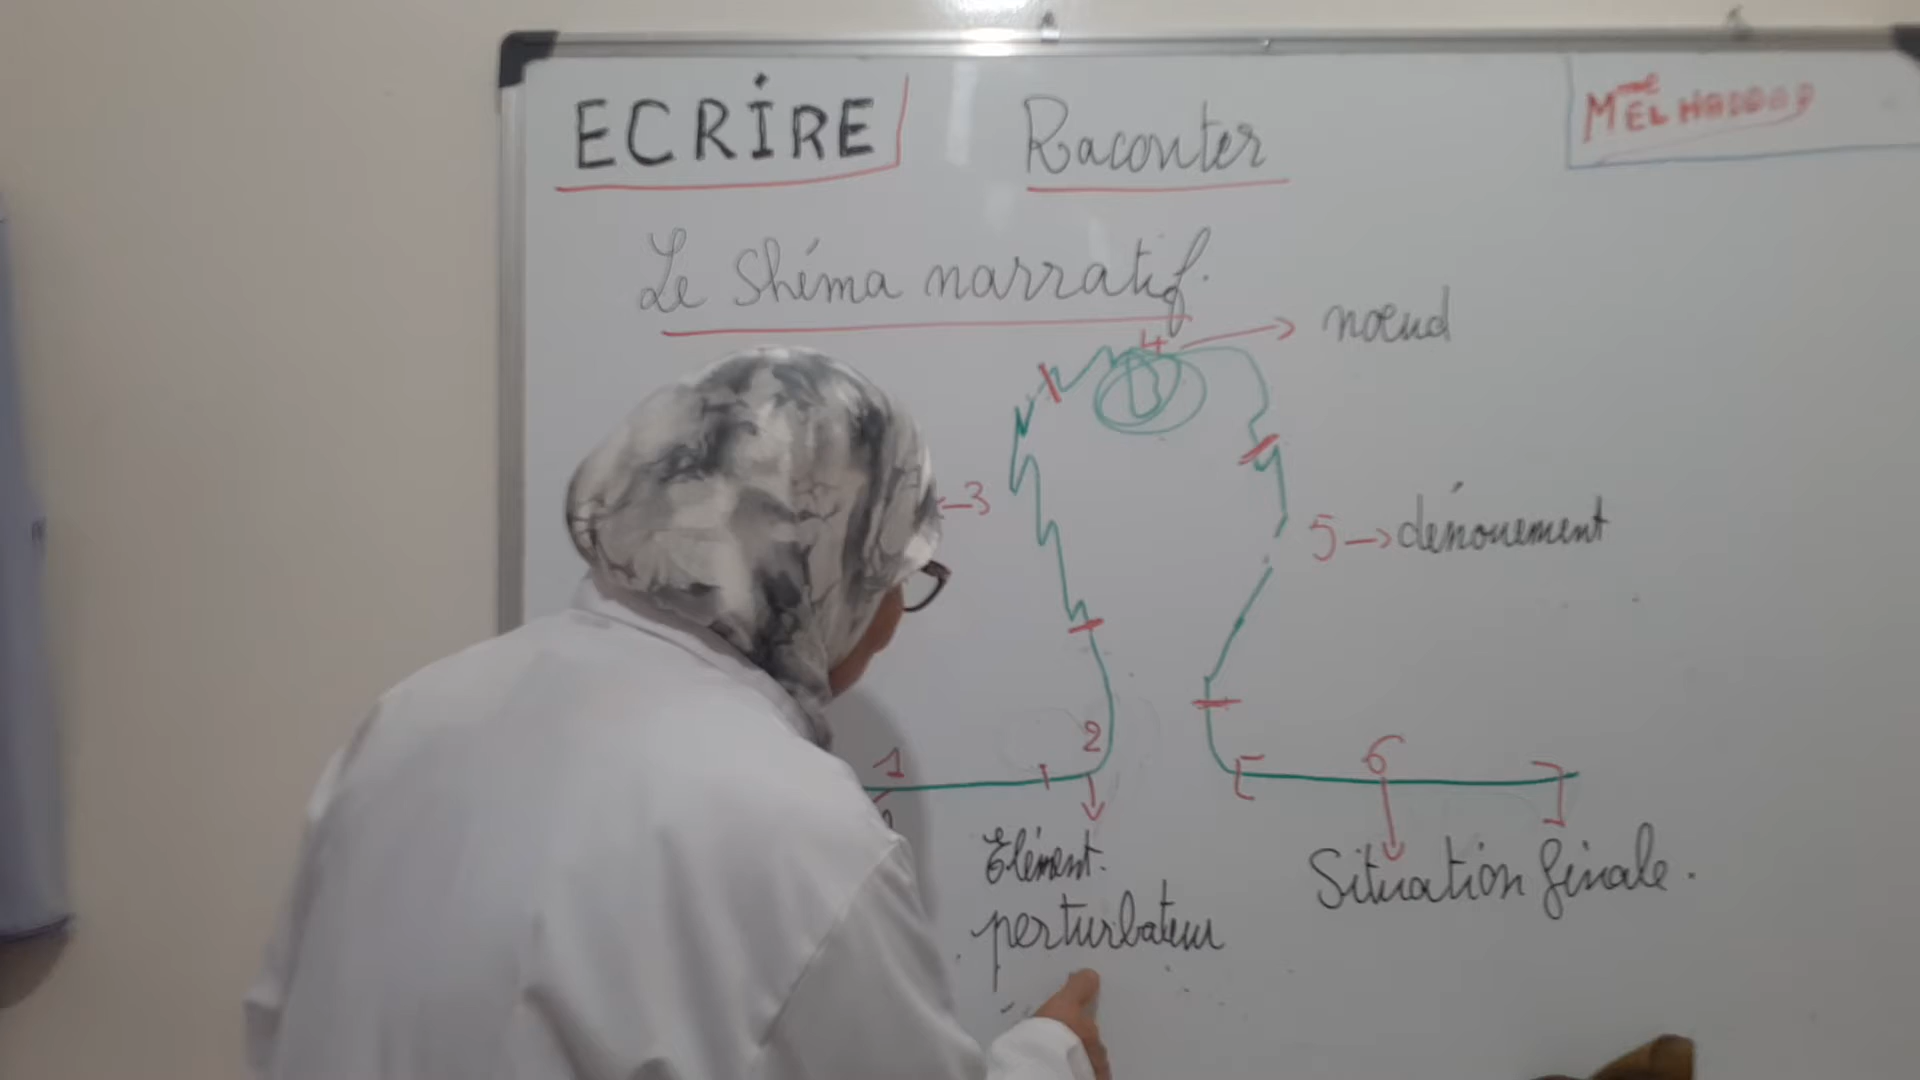 ECRIRE
Raconter
Mme EL HADDAD
Le Shéma narratif.
4
noeud
3
5 → dénouement
1
2
6
Elément
perturbateur
Situation finale.